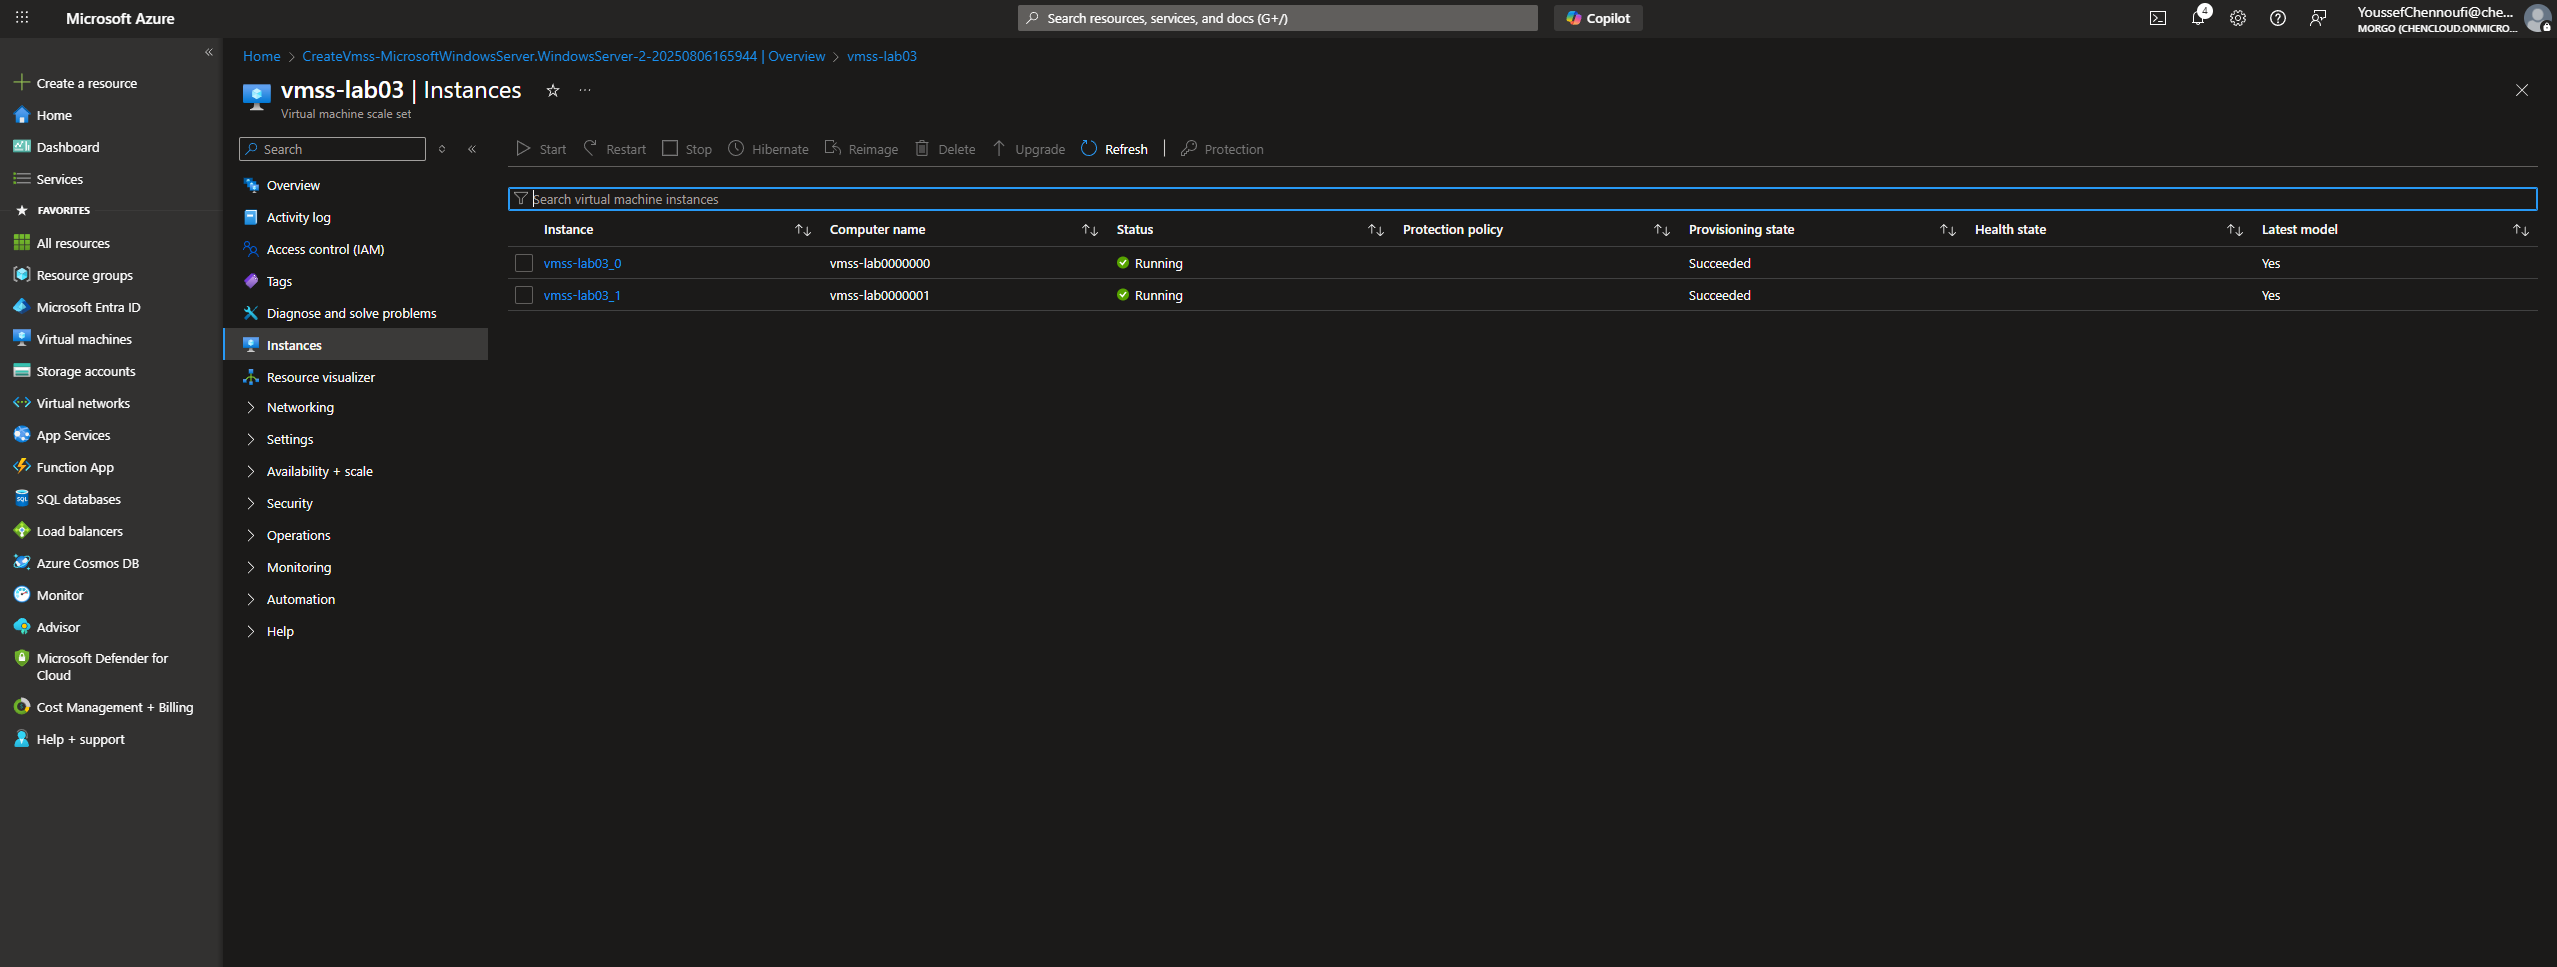 Microsoft Azure
Search resources, services, and docs (G+/)
Copilot
4
YoussefChennoufi@che...
MORGO (CHENCLOUD.ONMICRO...
Create a resource
Home
Dashboard
Services
FAVORITES
All resources
Resource groups
Microsoft Entra ID
Virtual machines
Storage accounts
Virtual networks
App Services
Function App
SQL databases
Load balancers
Azure Cosmos DB
Monitor
Advisor
Microsoft Defender for
Cloud
Cost Management + Billing
Help + support
Home > CreateVmss-MicrosoftWindowsServer.WindowsServer-2-20250806165944 | Overview > vmss-lab03
vmss-lab03 | Instances
Virtual machine scale set
Search
Overview
Activity log
Access control (IAM)
Tags
Diagnose and solve problems
Instances
Resource visualizer
Networking
Settings
Availability + scale
Security
Operations
Monitoring
Automation
Help
Start Restart Stop Hibernate Reimage Delete Upgrade Refresh Protection
Search virtual machine instances
Instance Computer name Status Protection policy Provisioning state Health state Latest model
vmss-lab03_0 vmss-lab0000000 Running Succeeded Yes
vmss-lab03_1 vmss-lab0000001 Running Succeeded Yes